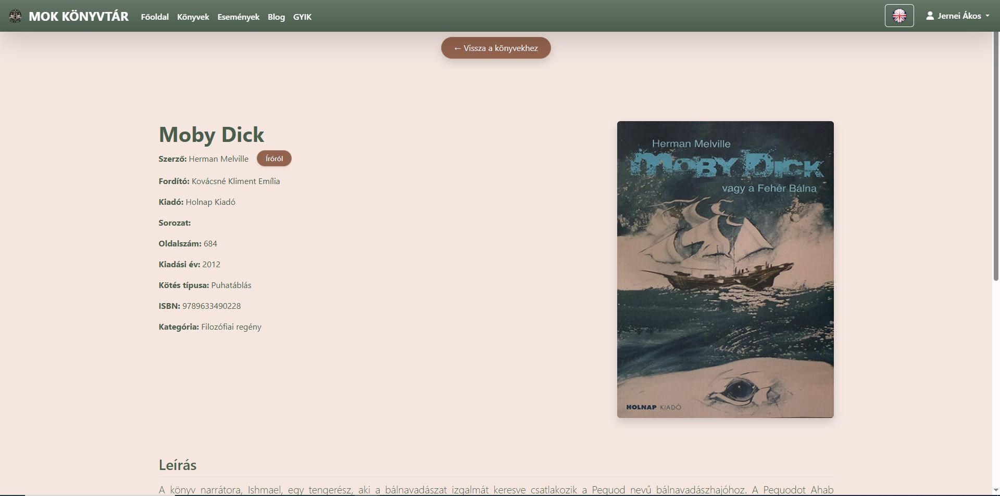 MOK KÖNYVTÁR Főoldal Könyvek Események Blog GYIK Jernei Ákos
← Vissza a könyvekhez
Moby Dick
Szerző: Herman Melville Íróról
Fordító: Kovácsné Kliment Emília
Kiadó: Holnap Kiadó
Sorozat:
Oldalszám: 684
Kiadási év: 2012
Kötés típusa: Puhatáblás
ISBN: 9789633490228
Kategória: Filozófiai regény
Herman Melville
Moby Dick
vagy a Fehér Bálna
HOLNAP KIADÓ
Leírás
A könyv narrátora, Ishmael, egy tengerész, aki a bálnavadászat izgalmát keresve csatlakozik a Pequod nevű bálnavadászhajóhoz. A Pequodot Ahab